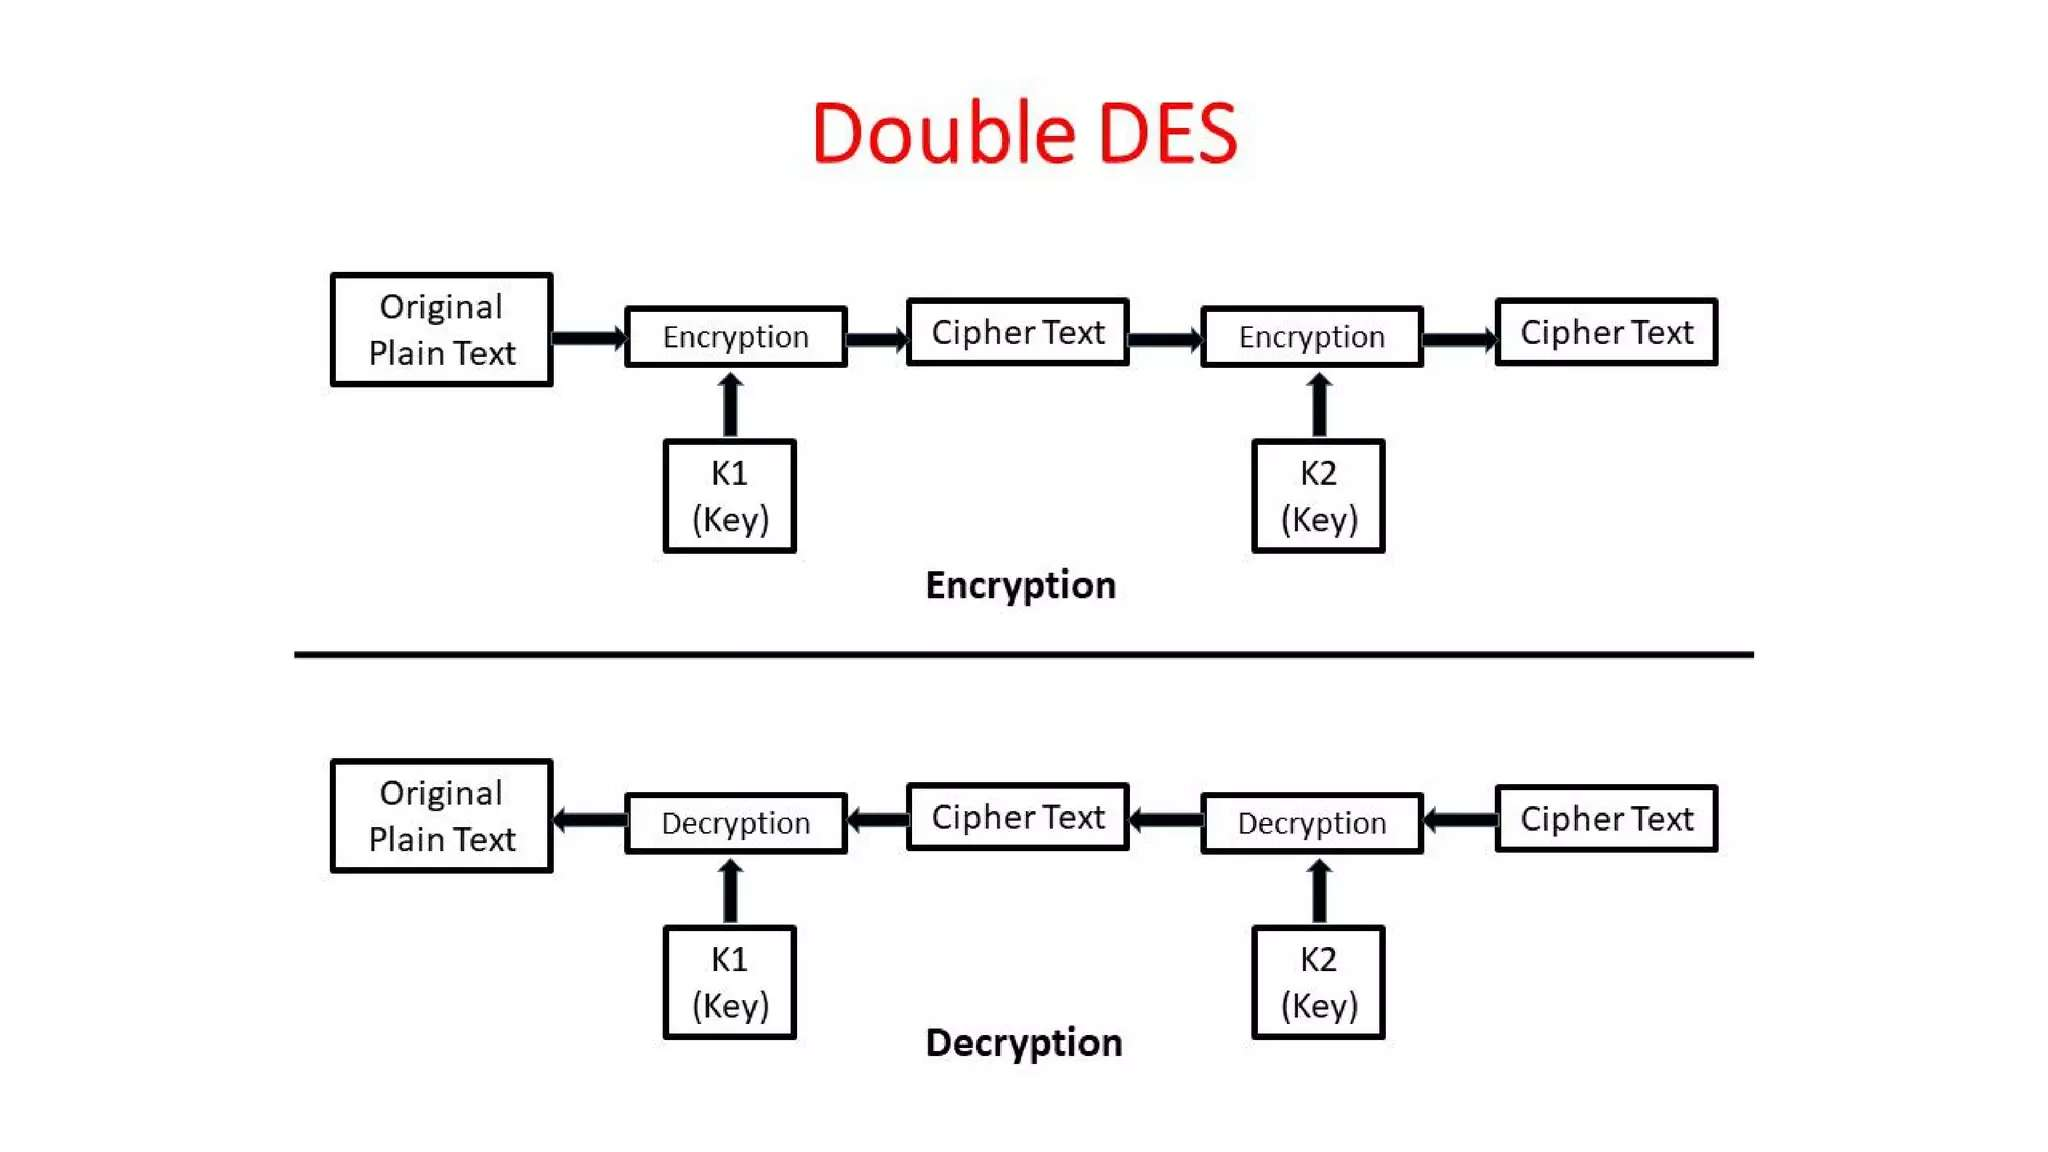 Double DES
Original
Plain Text
Encryption
Cipher Text
Encryption
Cipher Text
K1
(Key)
K2
(Key)
Encryption
Original
Plain Text
Decryption
Cipher Text
Decryption
Cipher Text
K1
(Key)
K2
(Key)
Decryption